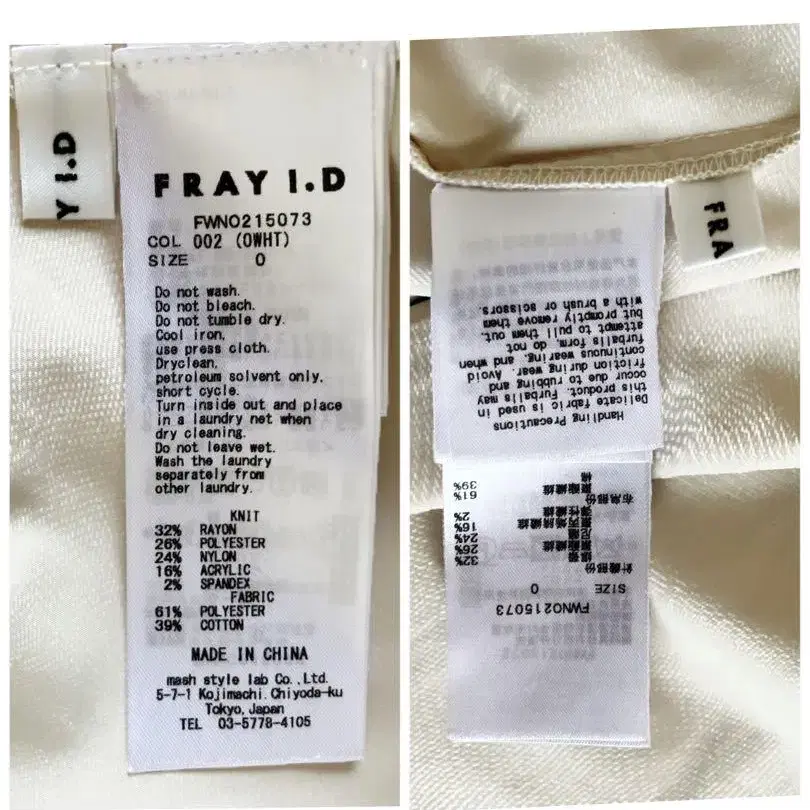 Y I.D
FRAY I.D
FWNO215073
COL 002 (OWHT)
SIZE 0
Do not wash.
Do not bleach.
Do not tumble dry.
Cool iron,
use press cloth.
Dryclean,
petroleum solvent only,
short cycle.
Turn inside out and place
in a laundry net when
dry cleaning.
Do not leave wet.
Wash the laundry
separately from
other laundry.
KNIT
32% RAYON
26% POLYESTER
24% NYLON
16% ACRYLIC
2% SPANDEX
FABRIC
61% POLYESTER
39% COTTON
MADE IN CHINA
mash style lab Co.,Ltd.
5-7-1 Kojimachi,Chiyoda-ku
Tokyo,Japan
TEL 03-5778-4105
FRA
Handling Precautions
Delicate fabric is used in
this product. Furballs may
occur due to rubbing and
friction during wear. Avoid
continuous wearing, and, when
furballs form, do not
attempt to pull them out,
but promptly remove them
with a brush or scissors.
FWNO215073
SIZE 0
32%
26%
24%
16%
2%
61%
39% 棉